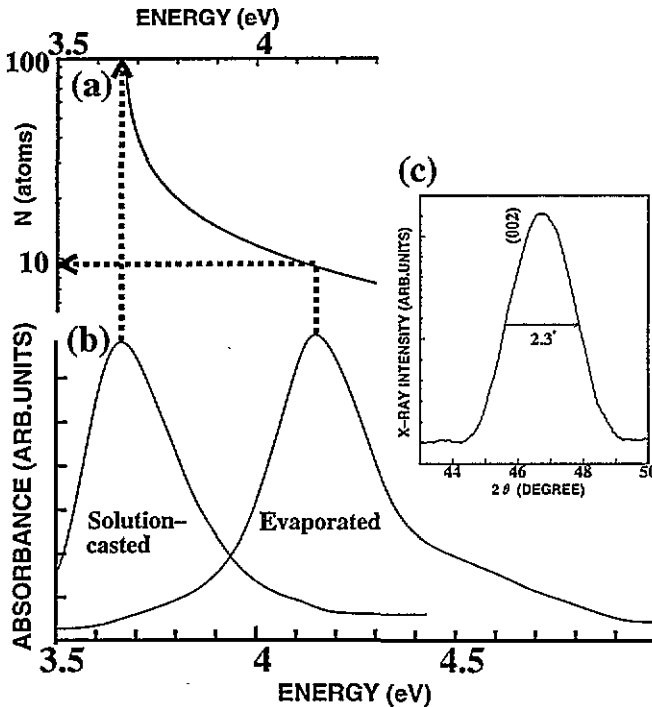 ENERGY (eV)
3.5 4
100
(a)
N (atoms)
10
(c)
(002)
X-RAY INTENSITY (ARB.UNITS)
2.3°
44 46 48 50
2θ (DEGREE)
(b)
ABSORBANCE (ARB.UNITS)
Solution-
casted
Evaporated
3.5 4 4.5
ENERGY (eV)